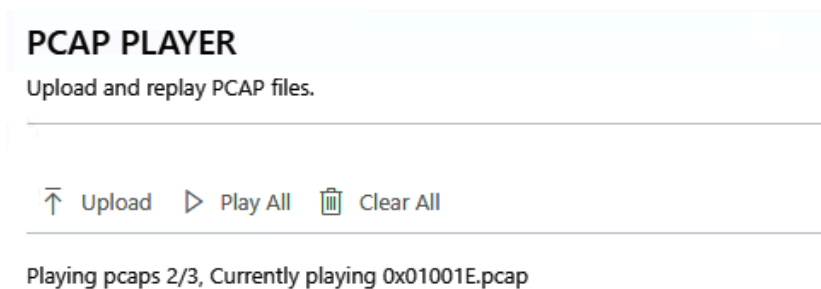 PCAP PLAYER
Upload and replay PCAP files.
Upload Play All Clear All
Playing pcaps 2/3, Currently playing 0x01001E.pcap